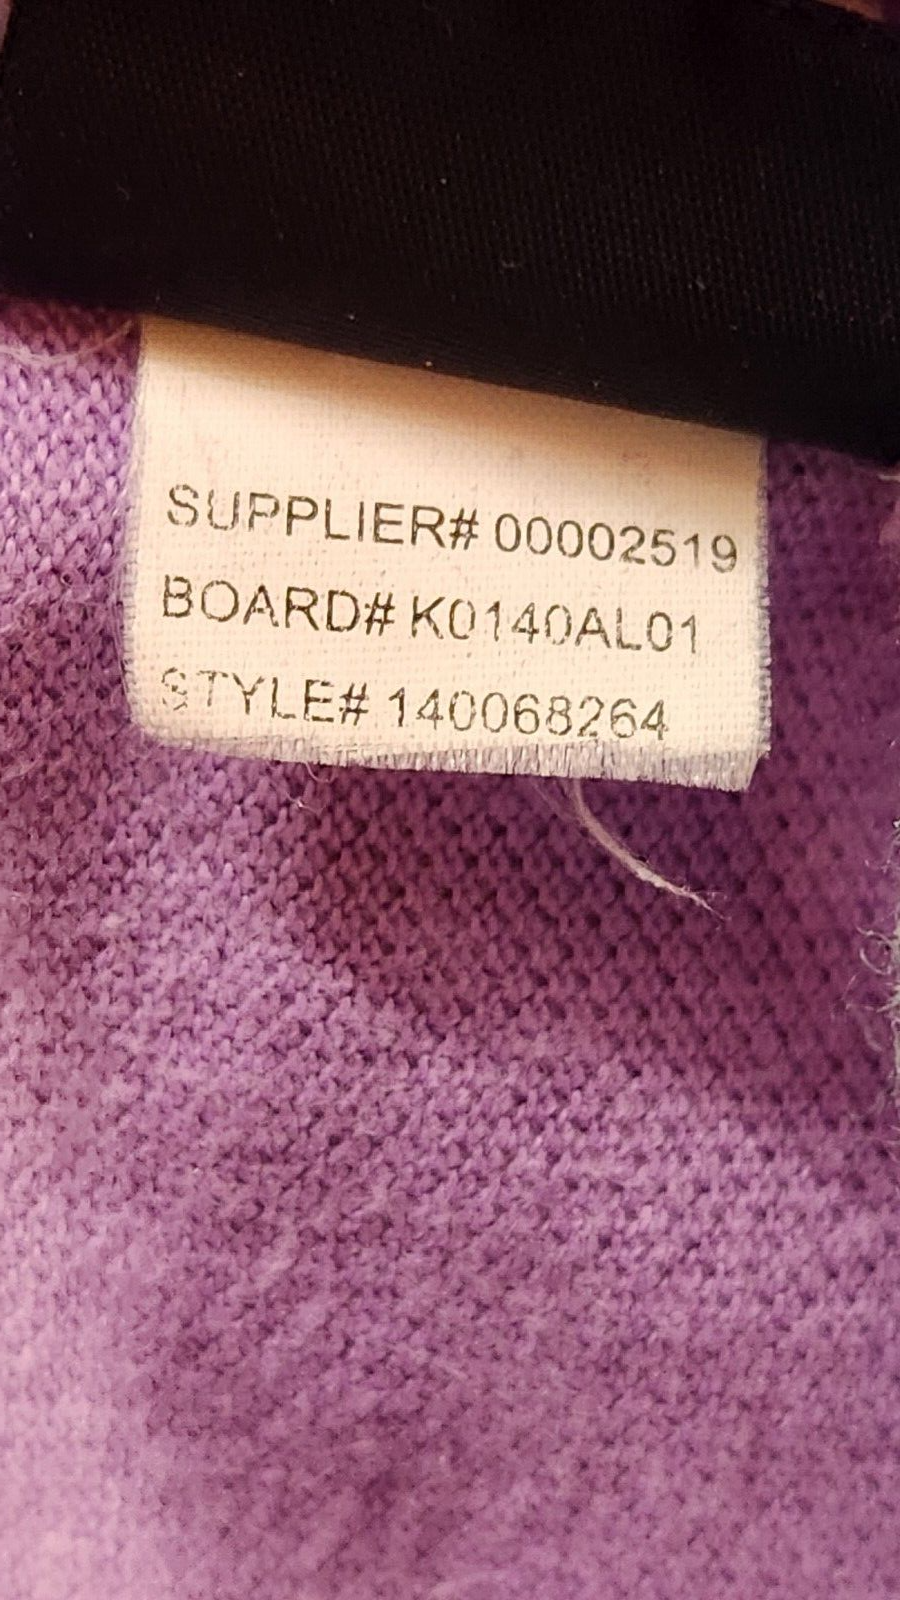 SUPPLIER# 00002519
BOARD# K0140AL01
STYLE# 140068264